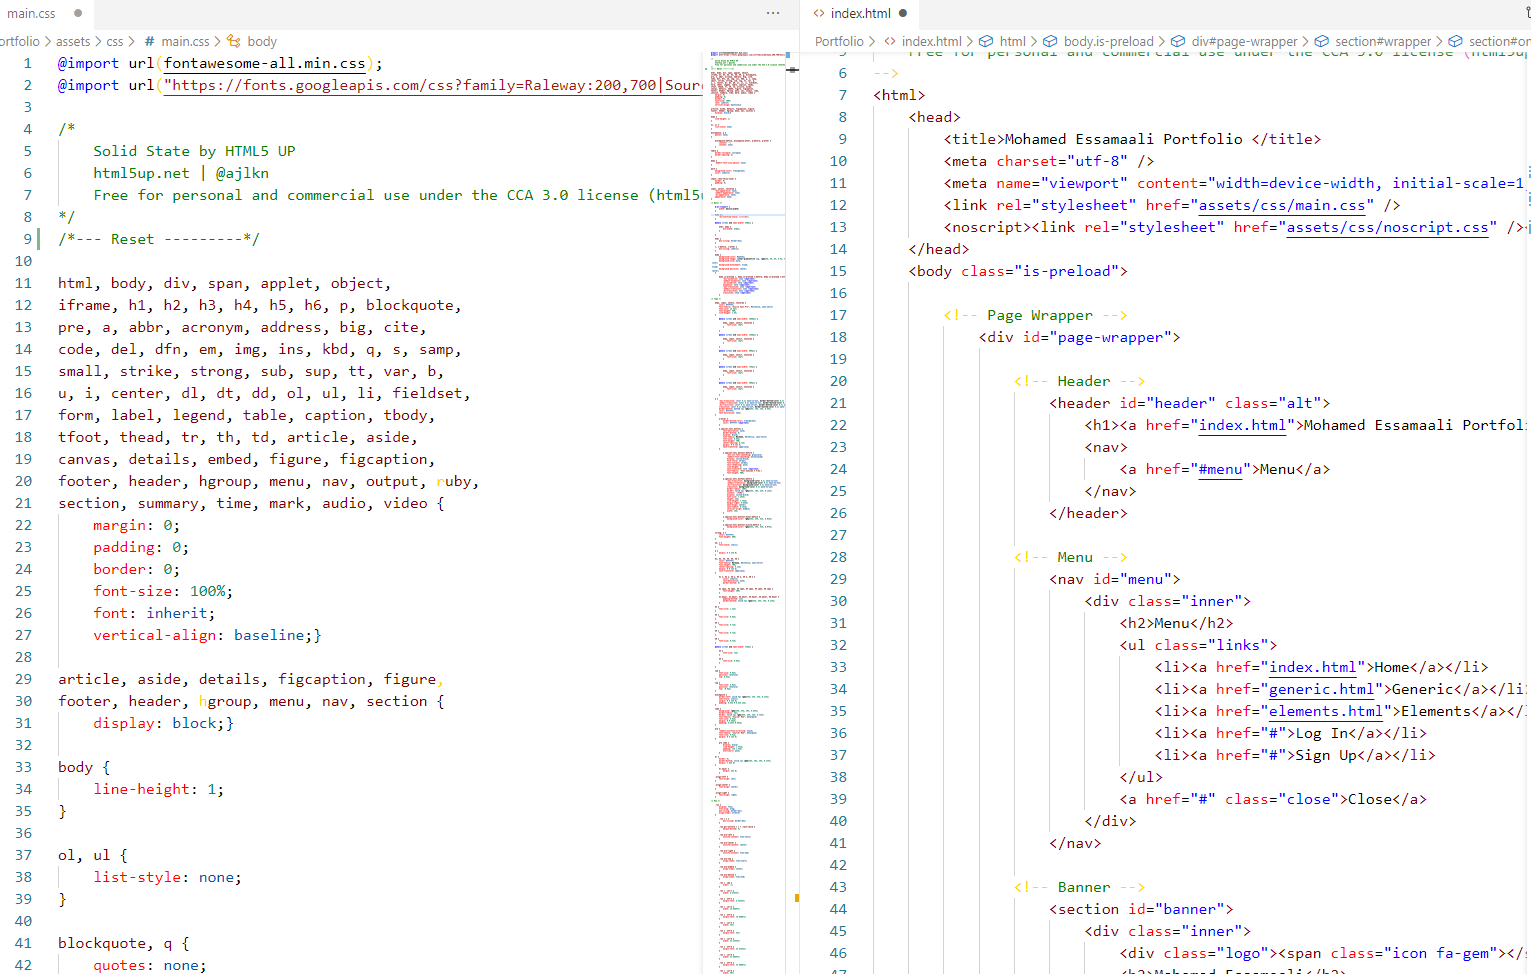 main.css ● ···
ortfolio > assets > css > # main.css > body
1 @import url(fontawesome-all.min.css);
2 @import url("https://fonts.googleapis.com/css?family=Raleway:200,700|Sour
3
4 /*
5 Solid State by HTML5 UP
6 html5up.net | @ajlkn
7 Free for personal and commercial use under the CCA 3.0 license (html5u
8 */
9 /*--- Reset ---------*/
10
11 html, body, div, span, applet, object,
12 iframe, h1, h2, h3, h4, h5, h6, p, blockquote,
13 pre, a, abbr, acronym, address, big, cite,
14 code, del, dfn, em, img, ins, kbd, q, s, samp,
15 small, strike, strong, sub, sup, tt, var, b,
16 u, i, center, dl, dt, dd, ol, ul, li, fieldset,
17 form, label, legend, table, caption, tbody,
18 tfoot, thead, tr, th, td, article, aside,
19 canvas, details, embed, figure, figcaption,
20 footer, header, hgroup, menu, nav, output, ruby,
21 section, summary, time, mark, audio, video {
22 margin: 0;
23 padding: 0;
24 border: 0;
25 font-size: 100%;
26 font: inherit;
27 vertical-align: baseline;}
28
29 article, aside, details, figcaption, figure,
30 footer, header, hgroup, menu, nav, section {
31 display: block;}
32
33 body {
34 line-height: 1;
35 }
36
37 ol, ul {
38 list-style: none;
39 }
40
41 blockquote, q {
42 quotes: none;
<> index.html ●
Portfolio > <> index.html > html > body.is-preload > div#page-wrapper > section#wrapper > section#on
5 Free for personal and commercial use under the CCA 3.0 license (html5up
6 -->
7 <html>
8 <head>
9 <title>Mohamed Essamaali Portfolio </title>
10 <meta charset="utf-8" />
11 <meta name="viewport" content="width=device-width, initial-scale=1
12 <link rel="stylesheet" href="assets/css/main.css" />
13 <noscript><link rel="stylesheet" href="assets/css/noscript.css" /><
14 </head>
15 <body class="is-preload">
16
17 <!-- Page Wrapper -->
18 <div id="page-wrapper">
19
20 <!-- Header -->
21 <header id="header" class="alt">
22 <h1><a href="index.html">Mohamed Essamaali Portfoli
23 <nav>
24 <a href="#menu">Menu</a>
25 </nav>
26 </header>
27
28 <!-- Menu -->
29 <nav id="menu">
30 <div class="inner">
31 <h2>Menu</h2>
32 <ul class="links">
33 <li><a href="index.html">Home</a></li>
34 <li><a href="generic.html">Generic</a></li>
35 <li><a href="elements.html">Elements</a></l
36 <li><a href="#">Log In</a></li>
37 <li><a href="#">Sign Up</a></li>
38 </ul>
39 <a href="#" class="close">Close</a>
40 </div>
41 </nav>
42
43 <!-- Banner -->
44 <section id="banner">
45 <div class="inner">
46 <div class="logo"><span class="icon fa-gem"></s
47 <h2>Mohamed Essamaali</h2>